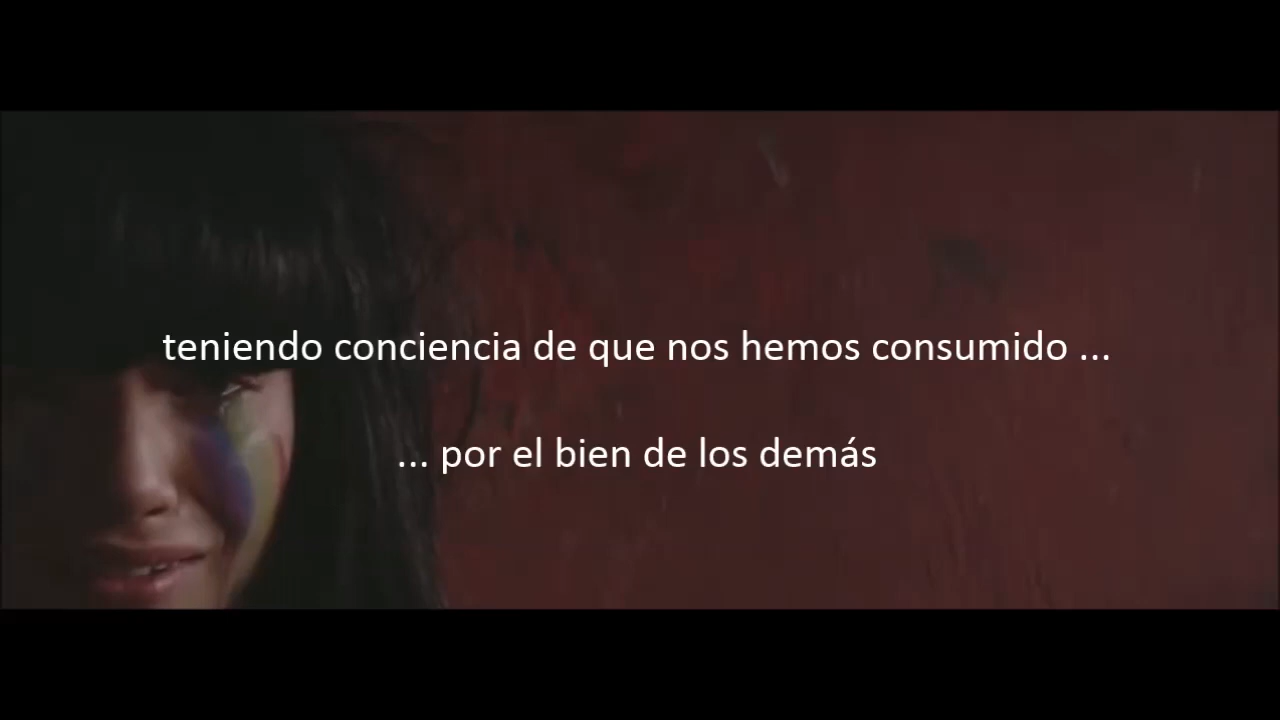 teniendo conciencia de que nos hemos consumido ...
... por el bien de los demás